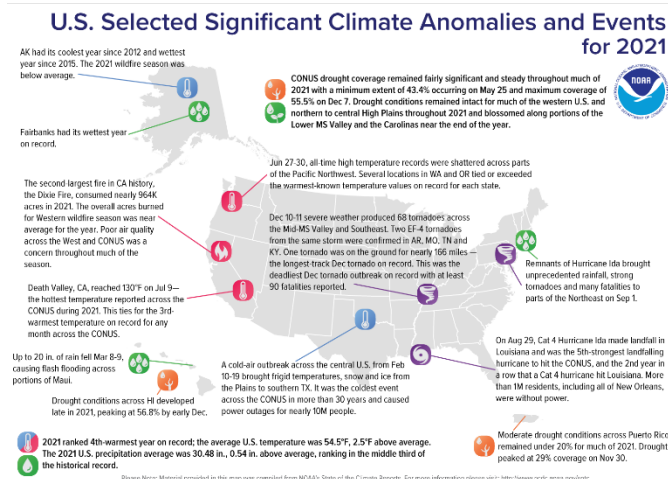 U.S. Selected Significant Climate Anomalies and Events
for 2021
AK had its coolest year since 2012 and wettest
year since 2015. The 2021 wildfire season was
below average.
Fairbanks had its wettest year
on record.
CONUS drought coverage remained fairly significant and steady throughout much of
2021 with a minimum extent of 43.4% occurring on May 25 and maximum coverage of
55.5% on Dec 7. Drought conditions remained intact for much of the western U.S. and
northern to central High Plains throughout 2021 and blossomed along portions of the
Lower MS Valley and the Carolinas near the end of the year.
NOAA
Jun 27-30, all-time high temperature records were shattered across parts
of the Pacific Northwest. Several locations in WA and OR tied or exceeded
the warmest-known temperature values on record for each state.
The second-largest fire in CA history,
the Dixie Fire, consumed nearly 964K
acres in 2021. The overall acres burned
for Western wildfire season was near
average for the year. Poor air quality
across the West and CONUS was a
concern throughout much of the
season.
Dec 10-11 severe weather produced 68 tornadoes across
the Mid-MS Valley and Southeast. Two EF-4 tornadoes
from the same storm were confirmed in AR, MO, TN and
KY. One tornado was on the ground for nearly 166 miles —
the longest-track Dec tornado on record. This was the
deadliest Dec tornado outbreak on record with at least
90 fatalities reported.
Remnants of Hurricane Ida brought
unprecedented rainfall, strong
tornadoes and many fatalities to
parts of the Northeast on Sep 1.
Death Valley, CA, reached 130°F on Jul 9—
the hottest temperature reported across the
CONUS during 2021. This ties for the 3rd-
warmest temperature on record for any
month across the CONUS.
Up to 20 in. of rain fell Mar 8-9,
causing flash flooding across
portions of Maui.
Drought conditions across HI developed
late in 2021, peaking at 56.8% by early Dec.
A cold-air outbreak across the central U.S. from Feb
10-19 brought frigid temperatures, snow and ice from
the Plains to southern TX. It was the coldest event
across the CONUS in more than 30 years and caused
power outages for nearly 10M people.
On Aug 29, Cat 4 Hurricane Ida made landfall in
Louisiana and was the 5th-strongest landfalling
hurricane to hit the CONUS, and the 2nd year in
a row that a Cat 4 hurricane hit Louisiana. More
than 1M residents, including all of New Orleans,
were without power.
Moderate drought conditions across Puerto Rico
remained under 20% for much of 2021. Drought
peaked at 29% coverage on Nov 30.
2021 ranked 4th-warmest year on record; the average U.S. temperature was 54.5°F, 2.5°F above average.
The 2021 U.S. precipitation average was 30.48 in., 0.54 in. above average, ranking in the middle third of
the historical record.